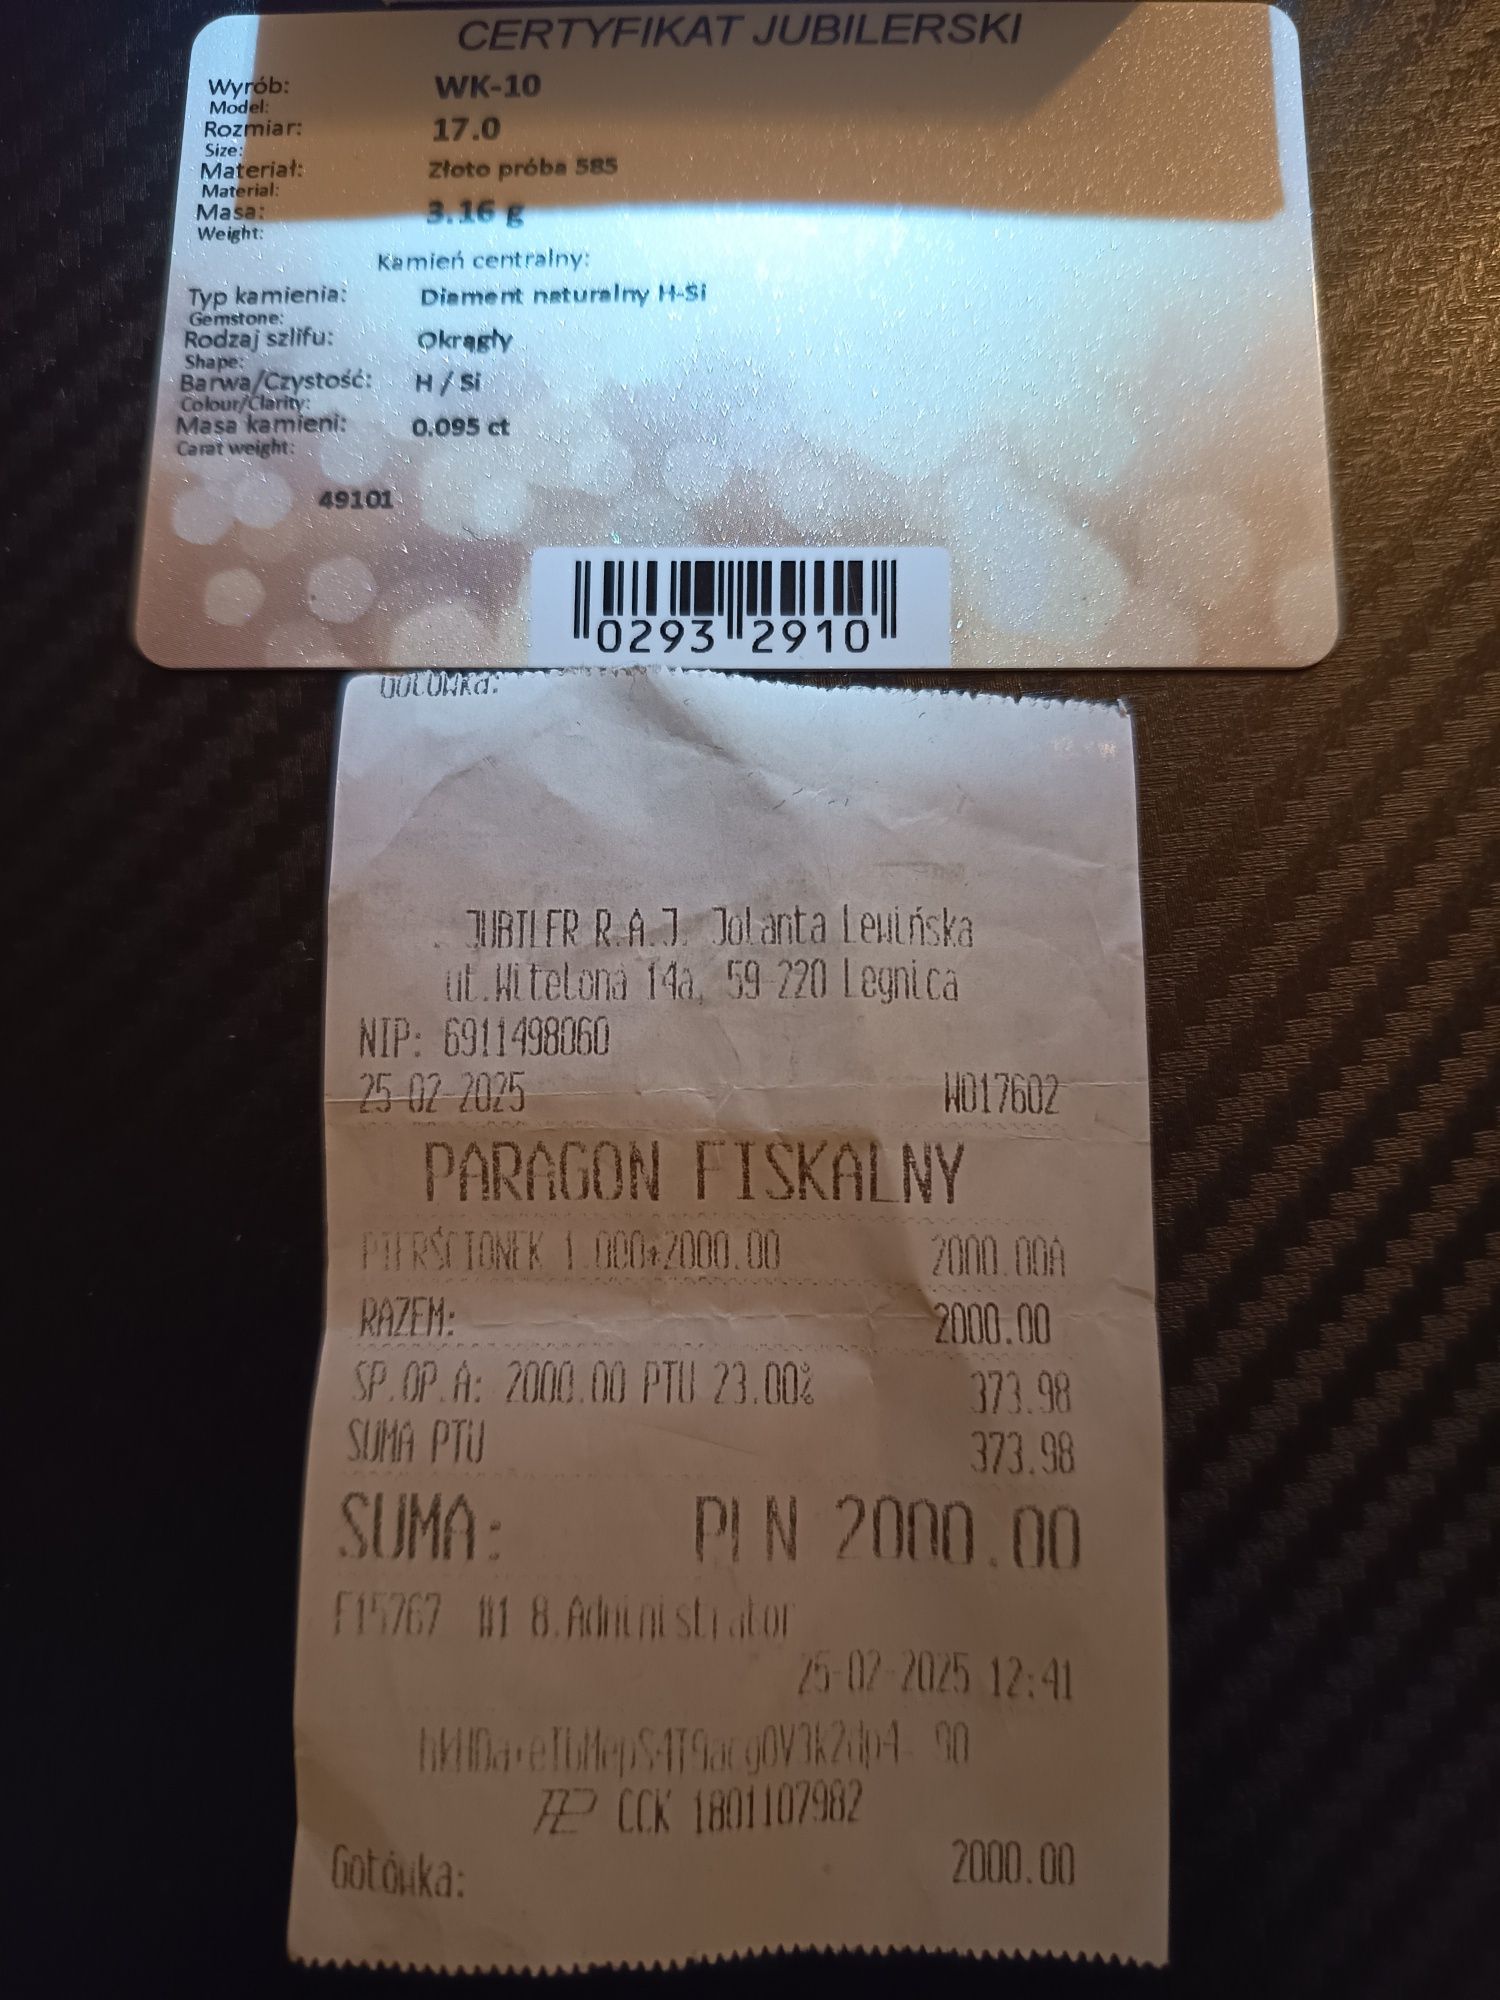 CERTYFIKAT JUBILERSKI
Wyrób: WK-10
Model:
Rozmiar: 17.0
Size:
Materiał: Złoto próba 585
Material:
Masa: 3.16 g
Weight:
Kamień centralny:
Typ kamienia: Diament naturalny H-Si
Gemstone:
Rodzaj szlifu: Okrągły
Shape:
Barwa/Czystość: H / Si
Colour/Clarity:
Masa kamieni: 0.095 ct
Carat weight:
49101
0293 2910
Gotówka:
JUBILER R.A.J. Jolanta Lewińska
ul.Witelona 14a, 59-220 Legnica
NIP: 6911498060
25-02-2025 W017602
PARAGON FISKALNY
PIERŚCIONEK 1.000*2000.00 2000.00A
RAZEM: 2000.00
SP.OP.A: 2000.00 PTU 23.00% 373.98
SUMA PTU 373.98
SUMA: PLN 2000.00
F15767 #1 8.Administrator
25-02-2025 12:41
CCK 1801107982
Gotówka: 2000.00